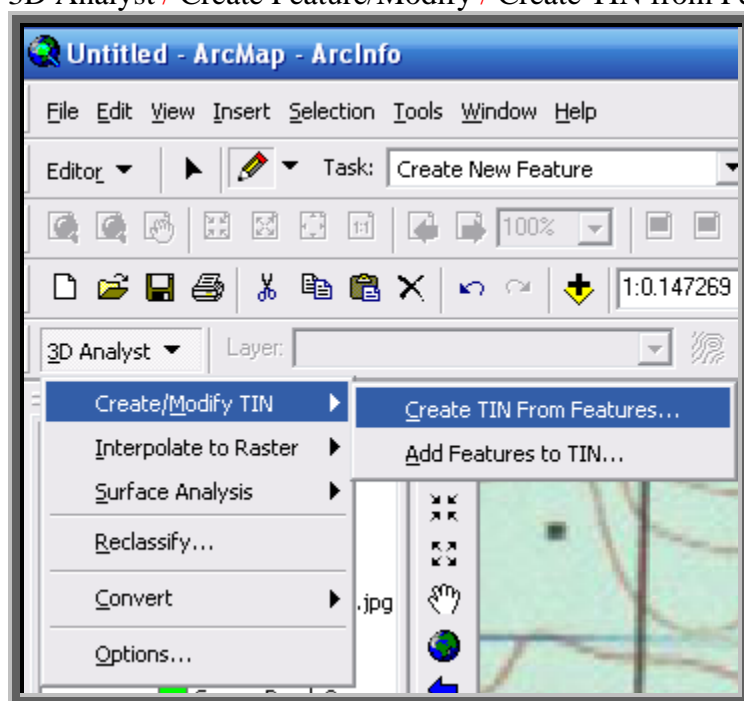 3D Analyst / Create Feature/Modify / Create TIN from
Untitled - ArcMap - ArcInfo
File Edit View Insert Selection Tools Window Help
Editor Task: Create New Feature
1:1 100%
1:0.147269
3D Analyst Layer:
Create/Modify TIN
Create TIN From Features...
Interpolate to Raster
Add Features to TIN...
Surface Analysis
Reclassify...
Convert
.jpg
Options...